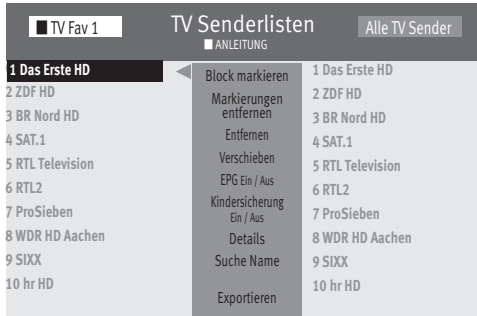 TV Fav 1
TV Senderlisten
ANLEITUNG
Alle TV Sender
1 Das Erste HD
2 ZDF HD
3 BR Nord HD
4 SAT.1
5 RTL Television
6 RTL2
7 ProSieben
8 WDR HD Aachen
9 SIXX
10 hr HD
Block markieren
Markierungen
entfernen
Entfernen
Verschieben
EPG Ein / Aus
Kindersicherung
Ein / Aus
Details
Suche Name
Exportieren
1 Das Erste HD
2 ZDF HD
3 BR Nord HD
4 SAT.1
5 RTL Television
6 RTL2
7 ProSieben
8 WDR HD Aachen
9 SIXX
10 hr HD